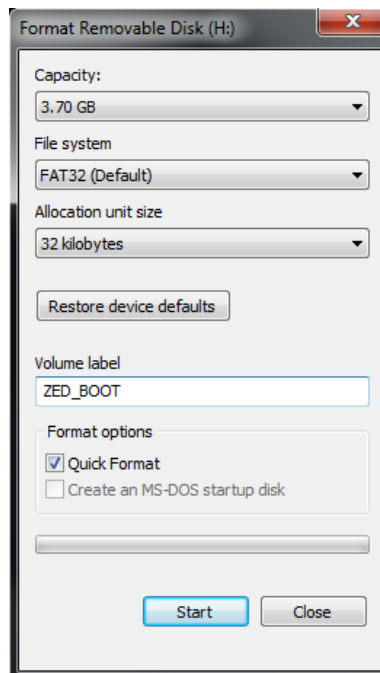 Format Removable Disk (H:)
Capacity:
3.70 GB
File system
FAT32 (Default)
Allocation unit size
32 kilobytes
Restore device defaults
Volume label
ZED_BOOT
Format options
Quick Format
Create an MS-DOS startup disk
Start Close